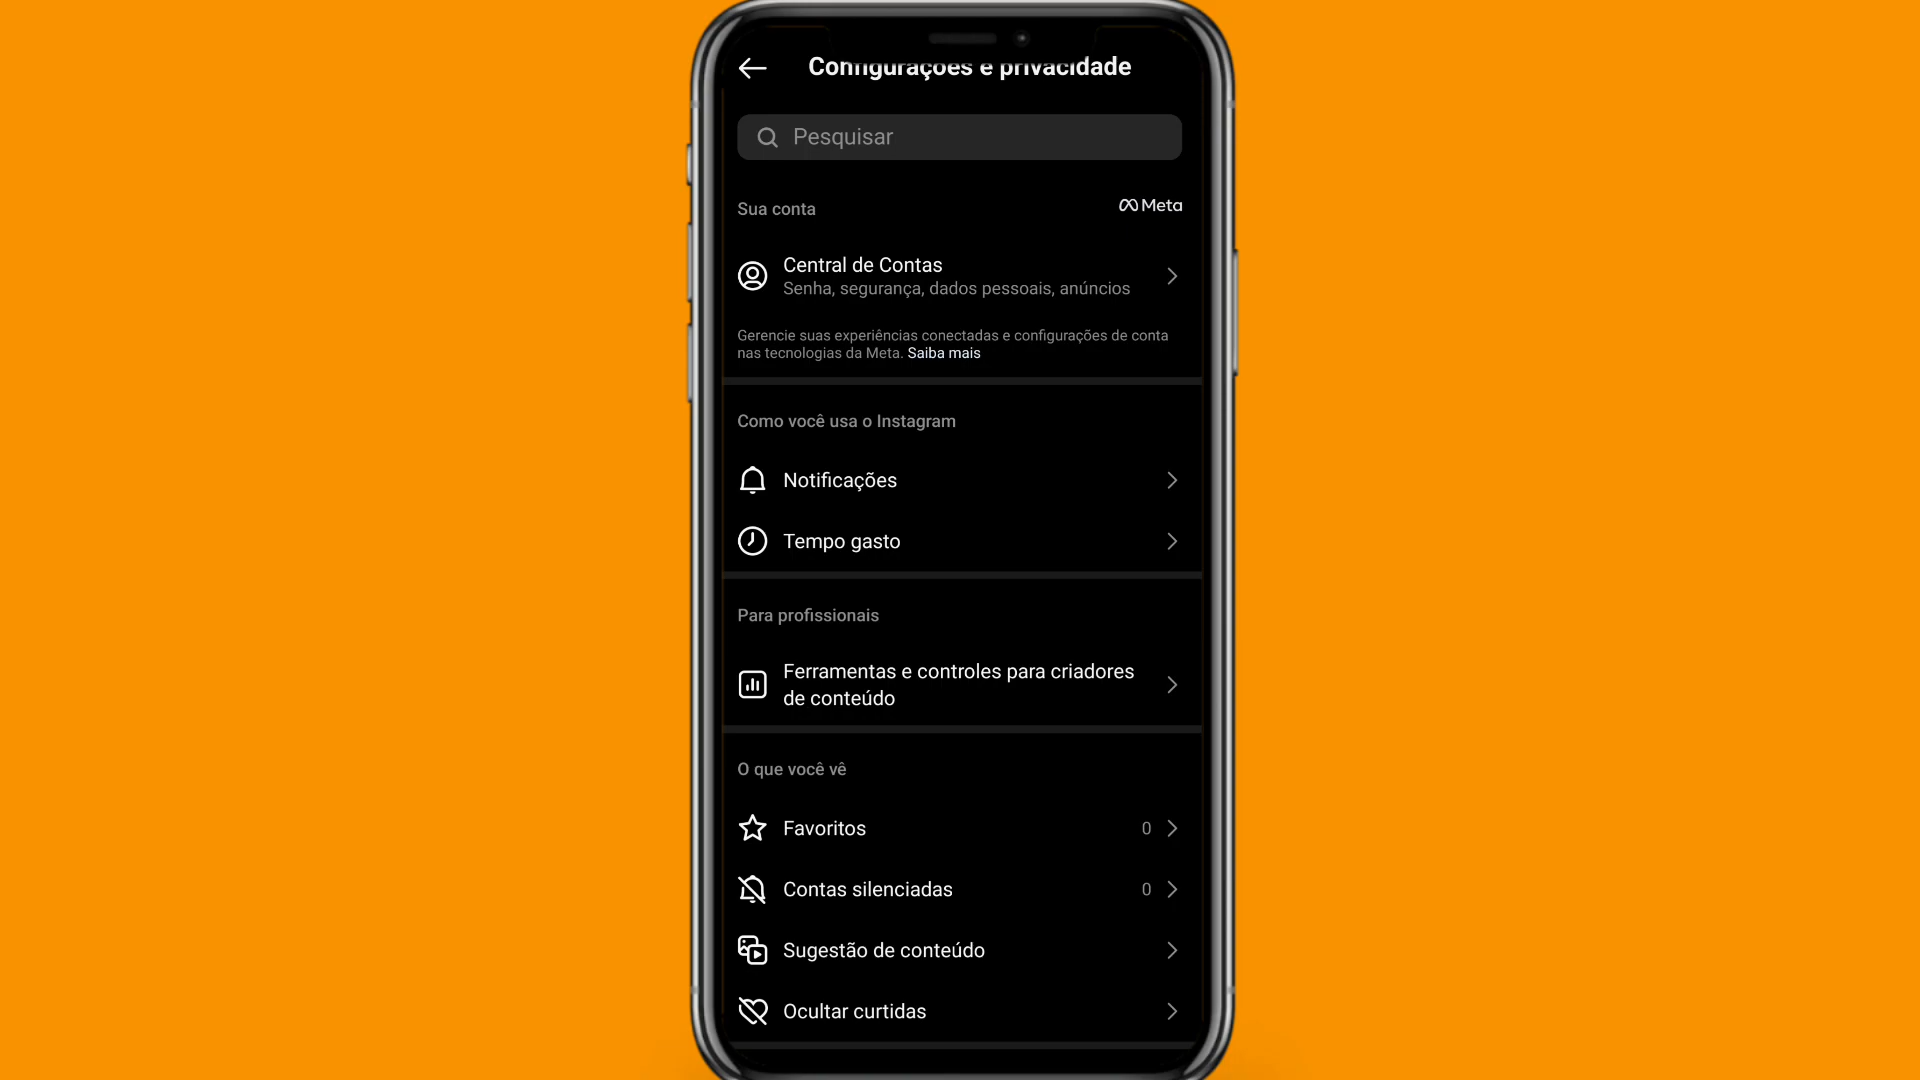 Configurações e privacidade
Pesquisar
Sua conta
Meta
Central de Contas
Senha, segurança, dados pessoais, anúncios
Gerencie suas experiências conectadas e configurações de conta
nas tecnologias da Meta. Saiba mais
Como você usa o Instagram
Notificações
Tempo gasto
Para profissionais
Ferramentas e controles para criadores
de conteúdo
O que você vê
Favoritos 0
Contas silenciadas 0
Sugestão de conteúdo
Ocultar curtidas